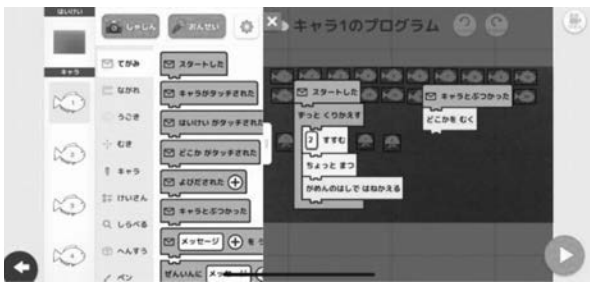 はいけい
キャラ
1
2
3
4
しゃしん
おんせい
てがみ
ながれ
うごき
むき
キャラ
けいさん
しらべる
へんすう
ペン
スタートした
キャラがタッチされた
はいけい がタッチされた
どこか がタッチされた
よびだされた
キャラとぶつかった
メッセージ を う
ぜんいんに メッ
キャラ1のプログラム
スタートした
ずっと くりかえす
2 すすむ
ちょっと まつ
がめんのはしで はねかえる
キャラとぶつかった
どこかを むく